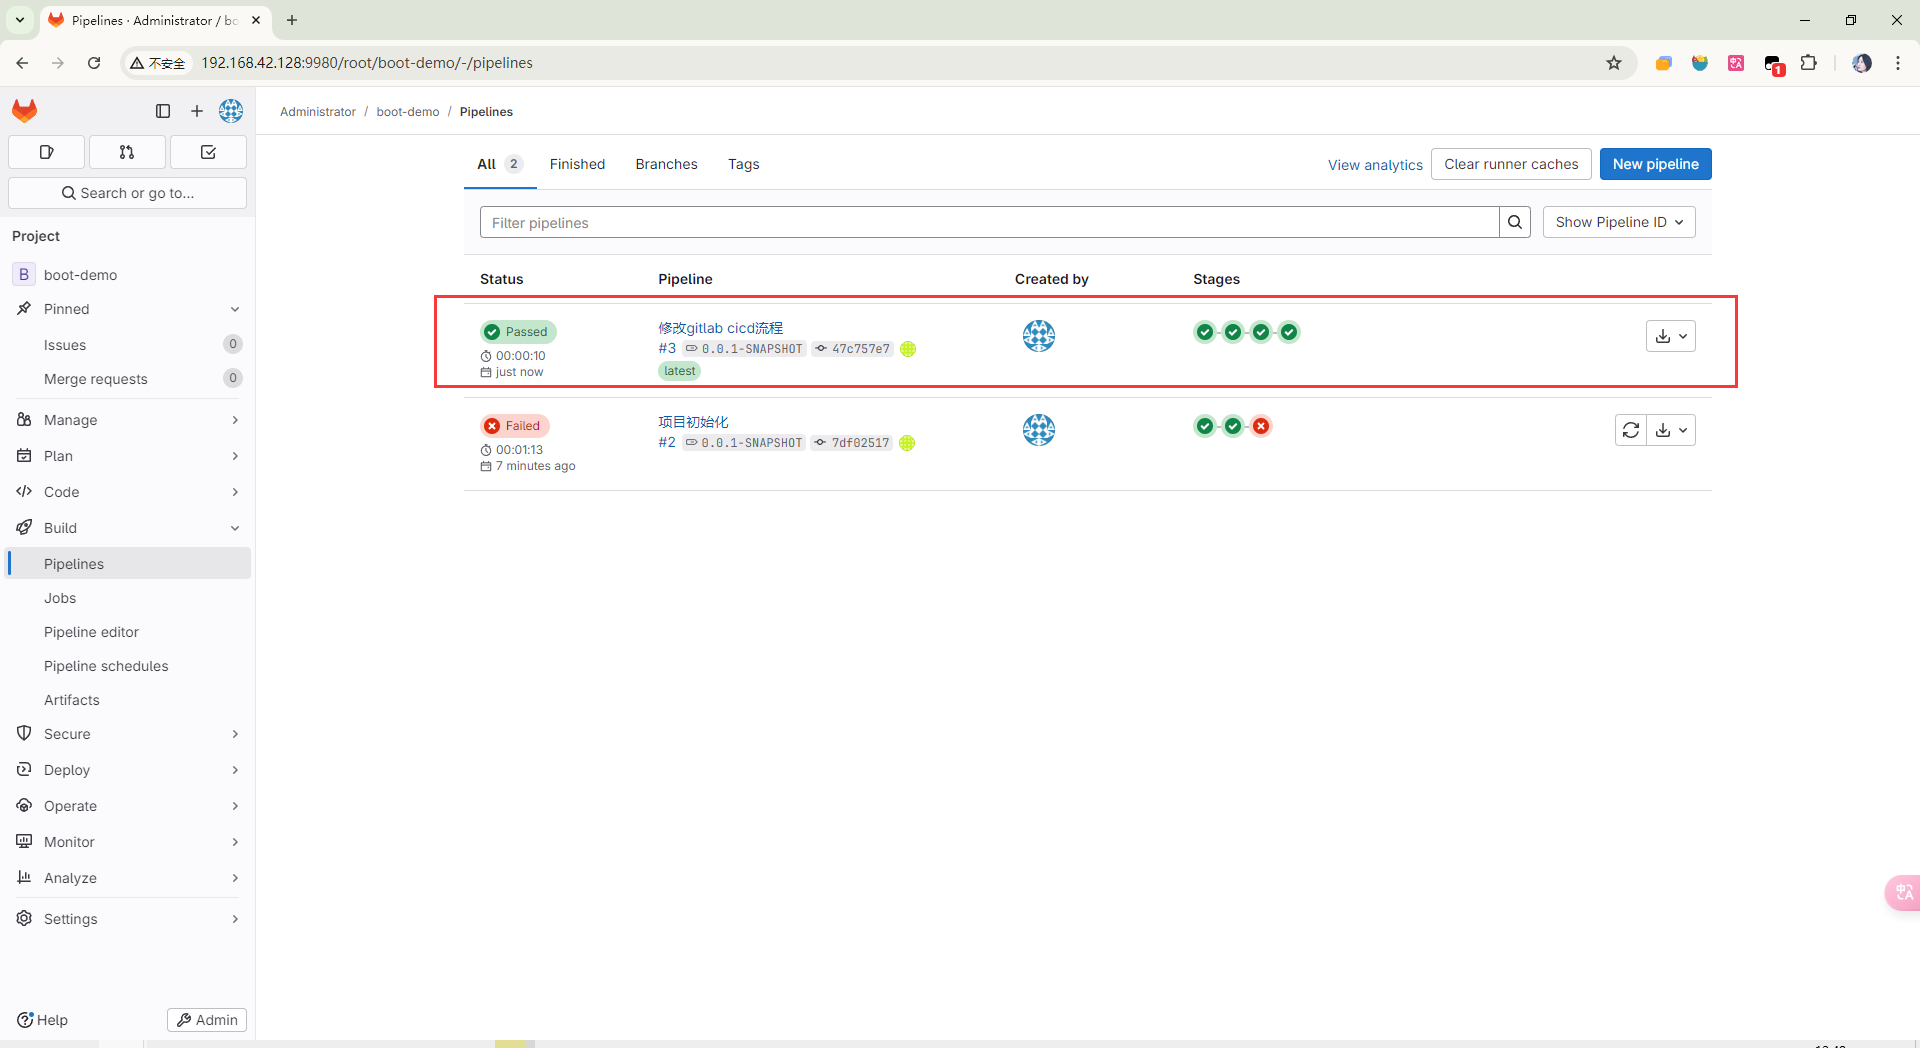 Pipelines · Administrator / bo
不安全
192.168.42.128:9980/root/boot-demo/-/pipelines
1
Administrator / boot-demo / Pipelines
Search or go to...
Project
B boot-demo
Pinned
Issues 0
Merge requests 0
Manage
Plan
Code
Build
Pipelines
Jobs
Pipeline editor
Pipeline schedules
Artifacts
Secure
Deploy
Operate
Monitor
Analyze
Settings
Help
Admin
All 2 Finished Branches Tags
View analytics Clear runner caches New pipeline
Filter pipelines
Show Pipeline ID
Status Pipeline Created by Stages
Passed
00:00:10
just now
修改gitlab cicd流程
#3 0.0.1-SNAPSHOT 47c757e7
latest
Failed
00:01:13
7 minutes ago
项目初始化
#2 0.0.1-SNAPSHOT 7df02517